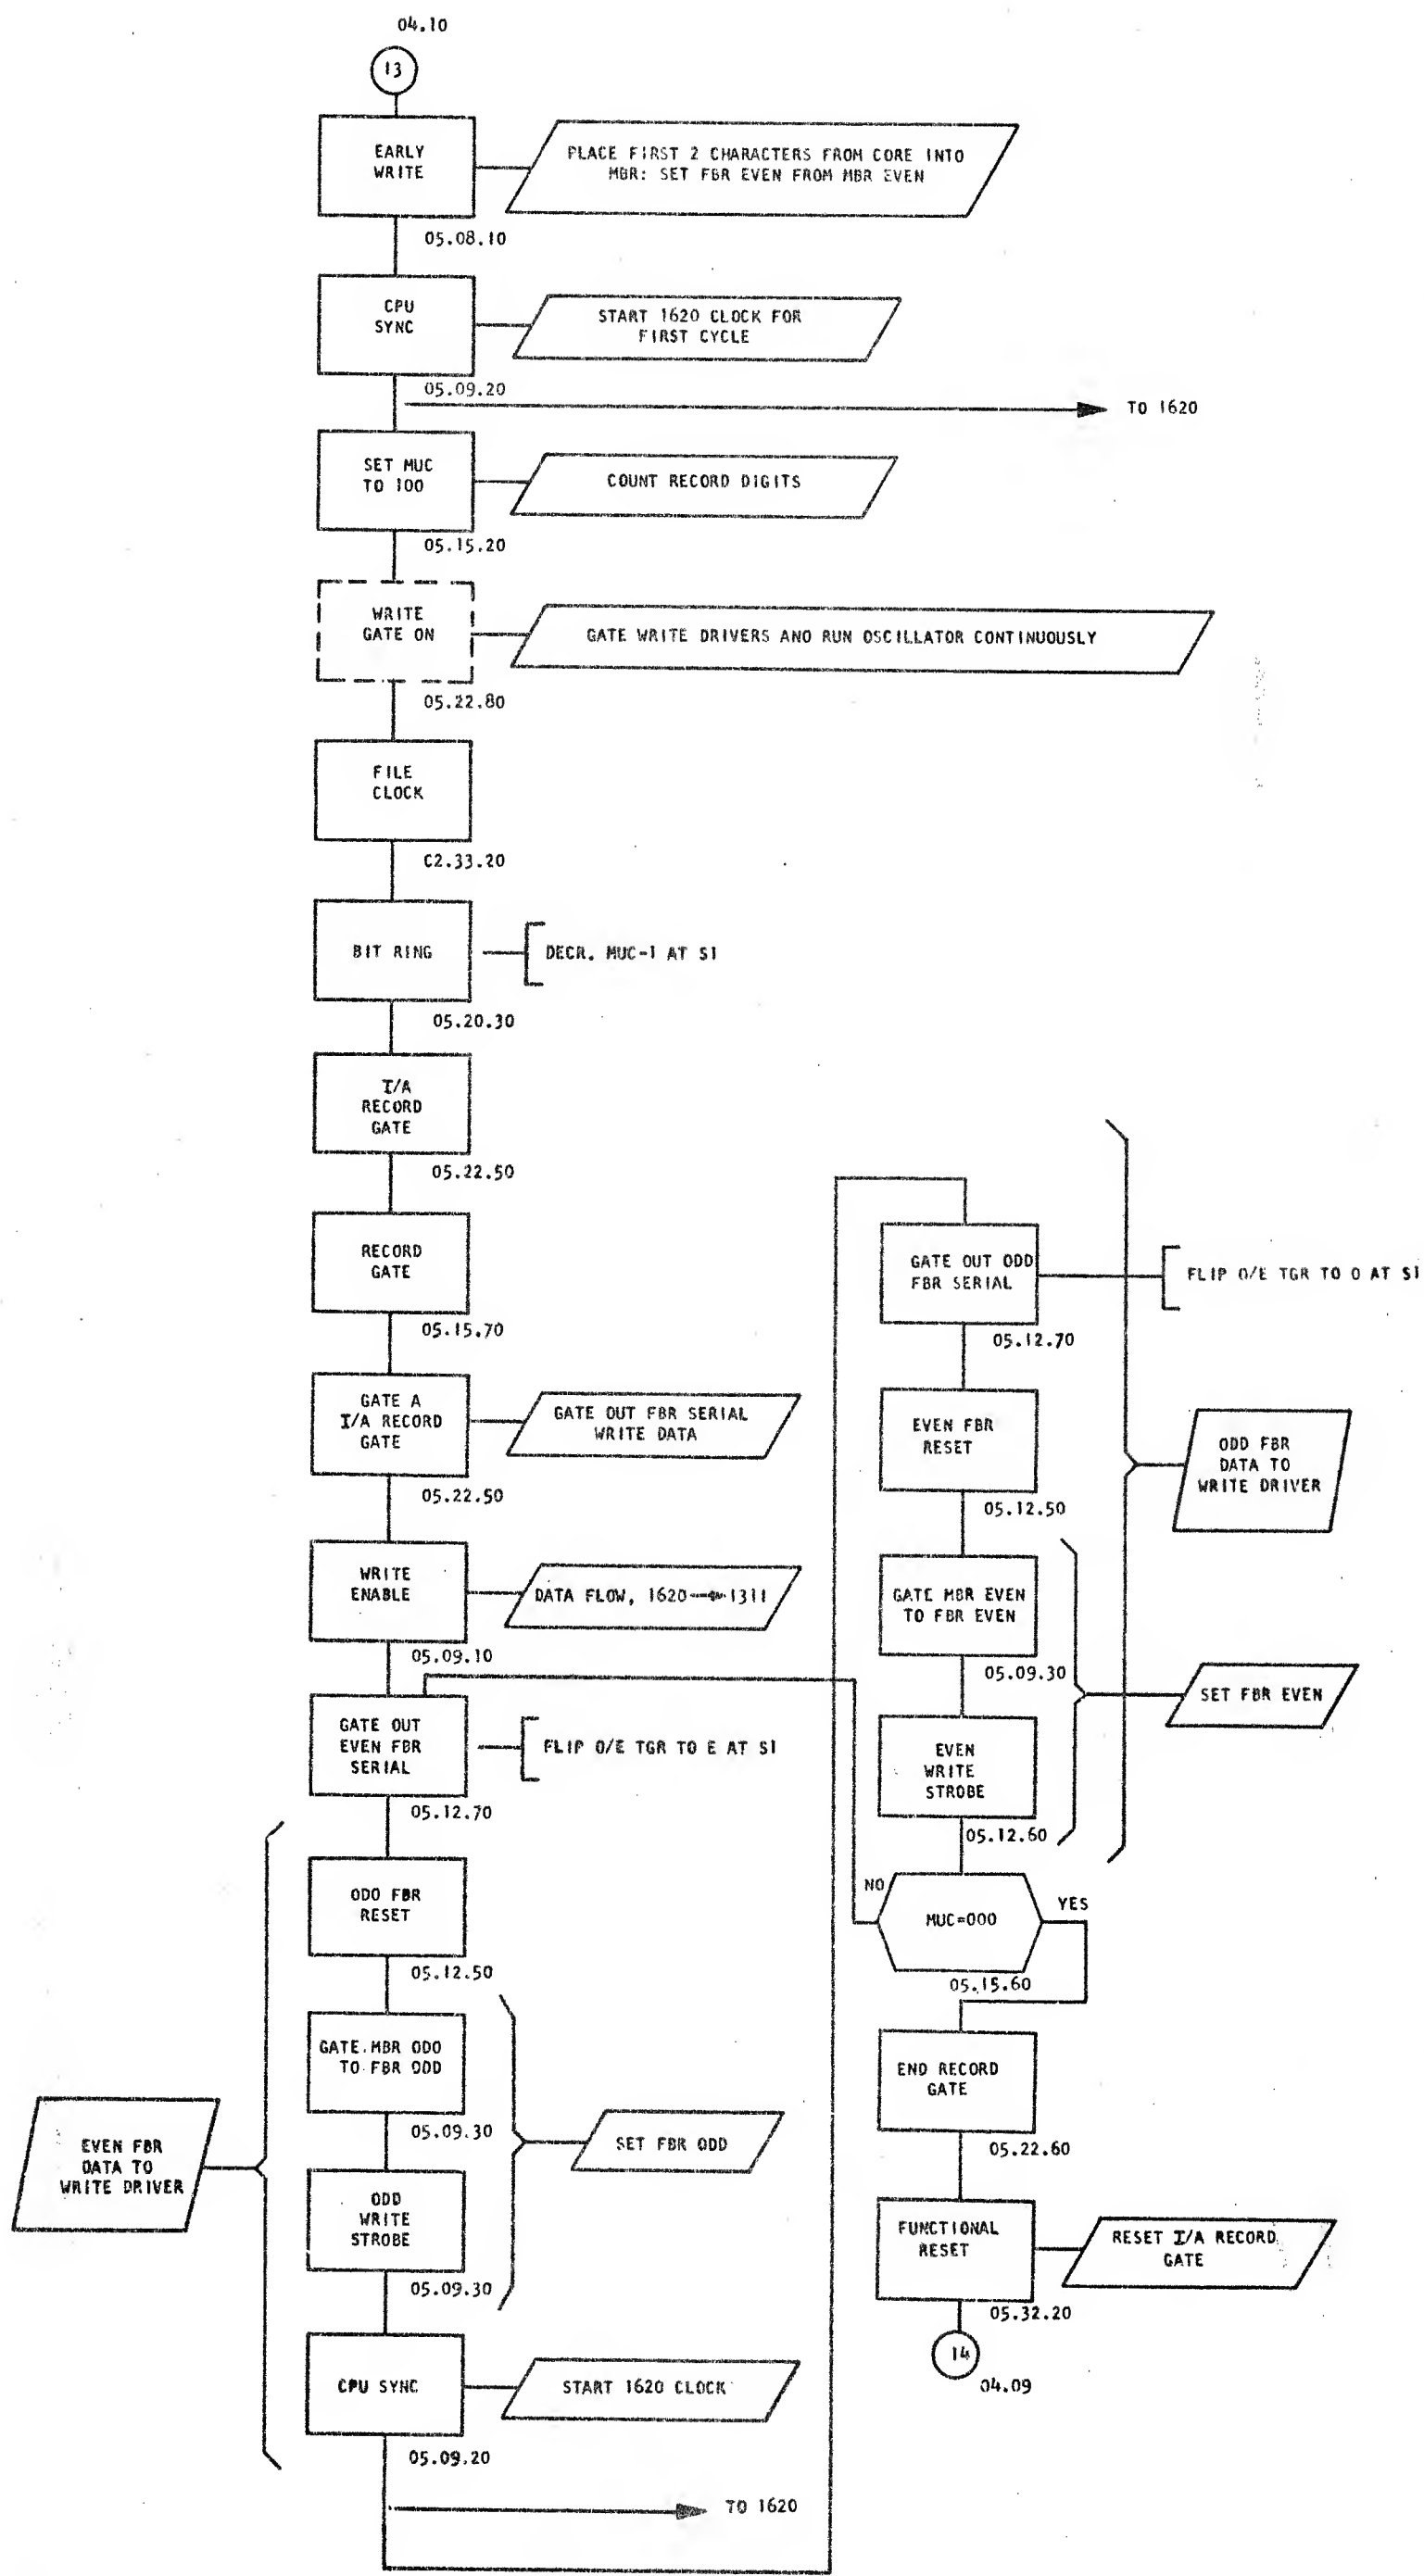 04.10
13
EARLY
WRITE
PLACE FIRST 2 CHARACTERS FROM CORE INTO
MBR: SET FBR EVEN FROM MBR EVEN
05.08.10
CPU
SYNC
START 1620 CLOCK FOR
FIRST CYCLE
05.09.20
TO 1620
SET MUC
TO 100
COUNT RECORD DIGITS
05.15.20
WRITE
GATE ON
GATE WRITE DRIVERS AND RUN OSCILLATOR CONTINUOUSLY
05.22.80
FILE
CLOCK
C2.33.20
BIT RING
DECR. MUC-1 AT S1
05.20.30
I/A
RECORD
GATE
05.22.50
RECORD
GATE
05.15.70
GATE A
I/A RECORD
GATE
GATE OUT FBR SERIAL
WRITE DATA
05.22.50
WRITE
ENABLE
DATA FLOW, 1620 → 1311
05.09.10
GATE OUT
EVEN FBR
SERIAL
FLIP O/E TGR TO E AT S1
05.12.70
ODD FBR
RESET
05.12.50
GATE MBR ODD
TO FBR ODD
05.09.30
SET FBR ODD
EVEN FBR
DATA TO
WRITE DRIVER
ODD
WRITE
STROBE
05.09.30
CPU SYNC
START 1620 CLOCK
05.09.20
TO 1620
GATE OUT ODD
FBR SERIAL
FLIP O/E TGR TO O AT S1
05.12.70
EVEN FBR
RESET
ODD FBR
DATA TO
WRITE DRIVER
05.12.50
GATE MBR EVEN
TO FBR EVEN
05.09.30
SET FBR EVEN
EVEN
WRITE
STROBE
05.12.60
NO
MUC=000
YES
05.15.60
END RECORD
GATE
05.22.60
FUNCTIONAL
RESET
RESET I/A RECORD
GATE
05.32.20
14
04.09